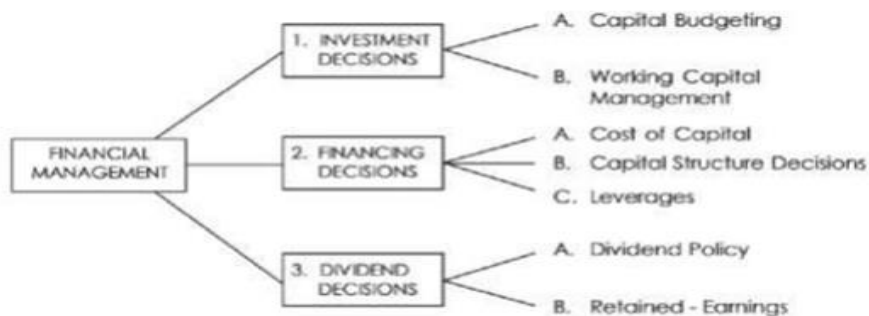 FINANCIAL
MANAGEMENT
1. INVESTMENT
DECISIONS
A. Capital Budgeting
B. Working Capital
Management
2. FINANCING
DECISIONS
A. Cost of Capital
B. Capital Structure Decisions
C. Leverages
3. DIVIDEND
DECISIONS
A. Dividend Policy
B. Retained - Earnings